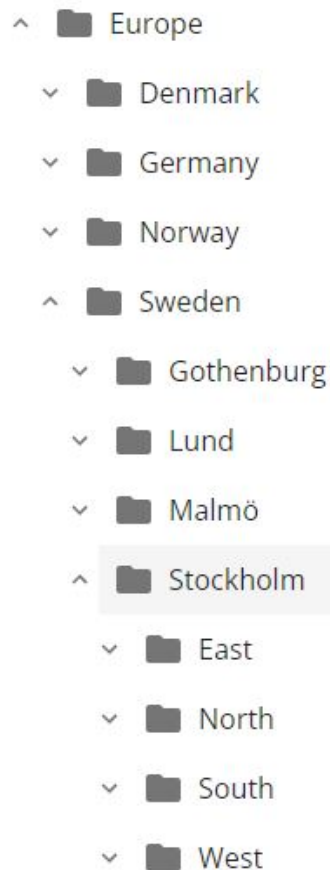 Europe
Denmark
Germany
Norway
Sweden
Gothenburg
Lund
Malmö
Stockholm
East
North
South
West